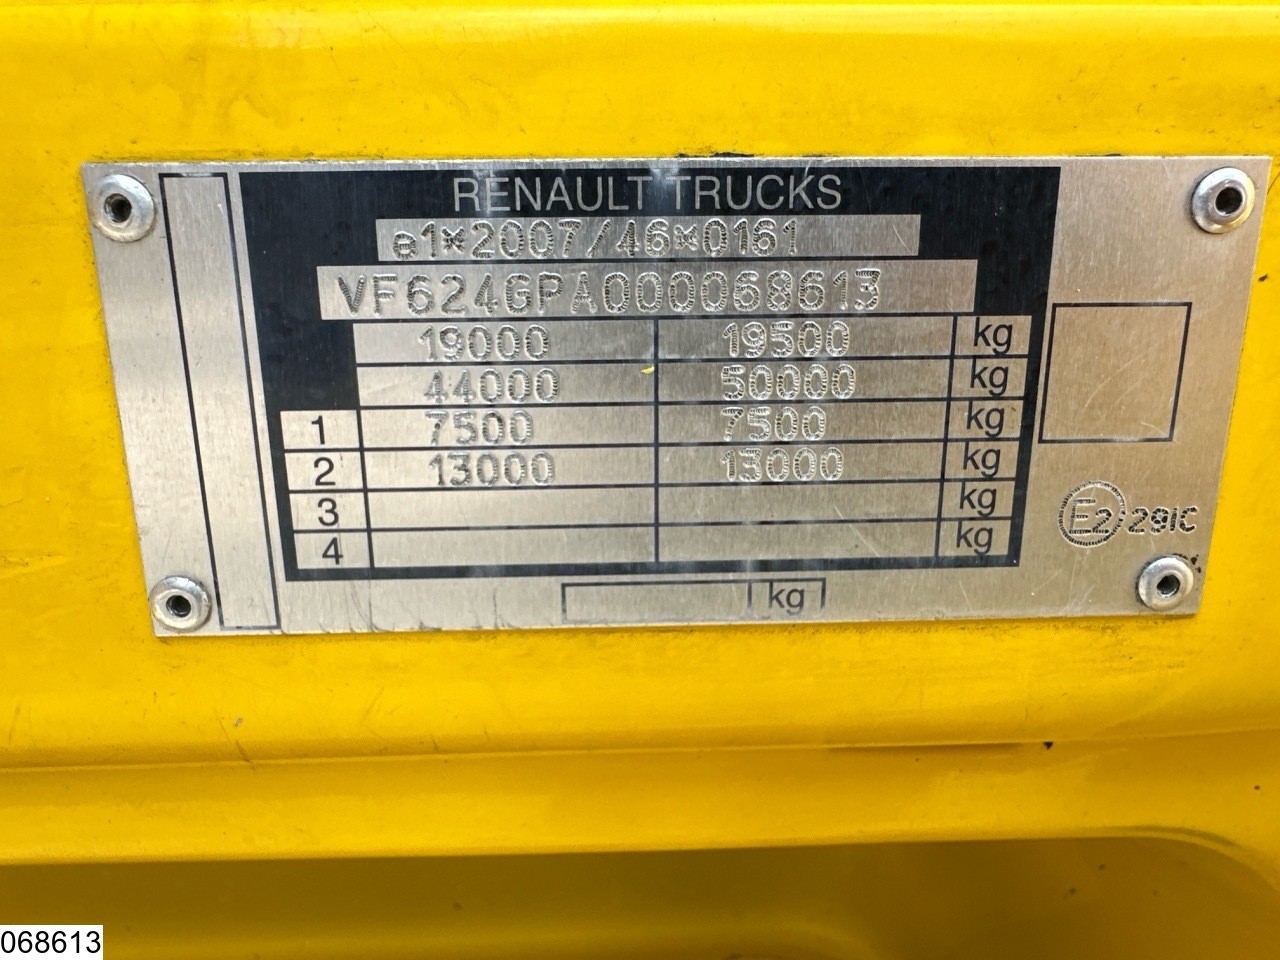 RENAULT TRUCKS
e1*2007/46*0161
VF624GPA000068613
19000 19500 kg
44000 50000 kg
1 7500 7500 kg
2 13000 13000 kg
3 kg
4 kg
kg
E2 291C
068613